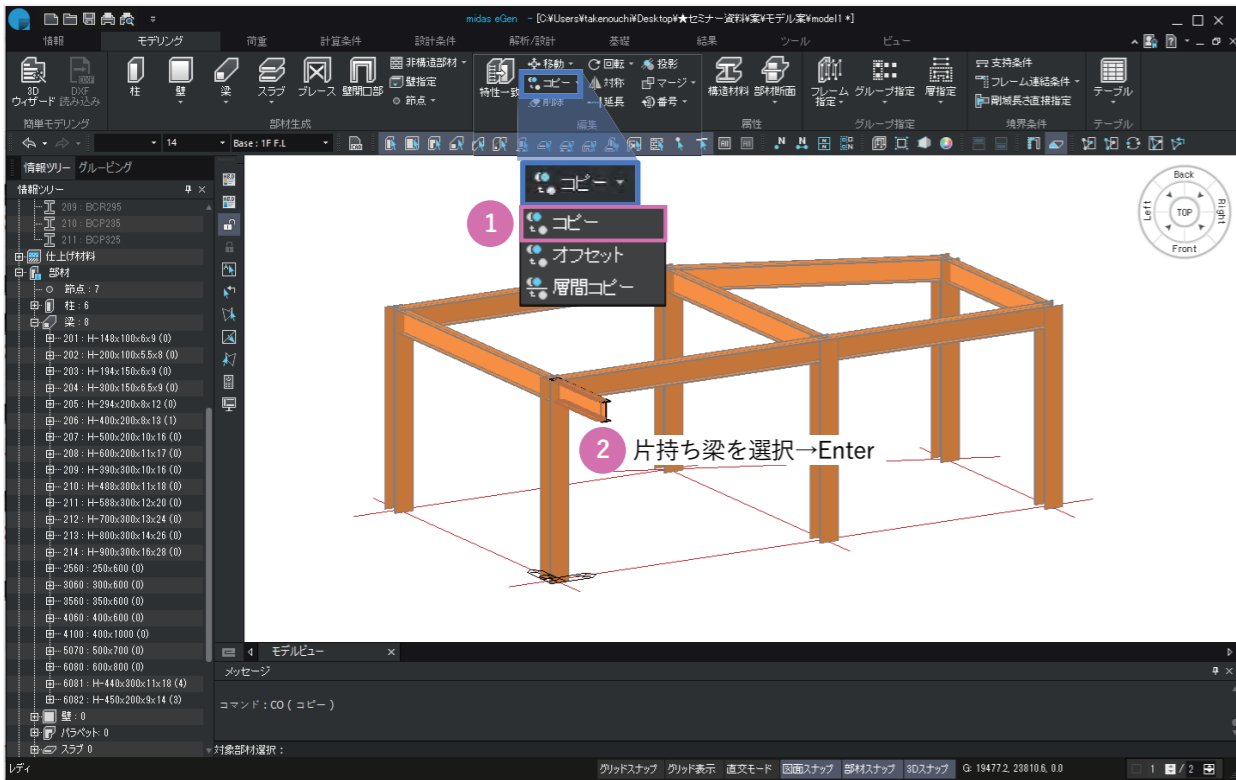 midas eGen - [C:¥Users¥takenouchi¥Desktop¥★セミナー資料¥案¥モデル案¥model1 *]
情報 モデリング 荷重 計算条件 設計条件 解析/設計 基礎 結果 ツール ビュー
3D
ウィザード
DXF
読み込み
柱
壁
梁
スラブ
ブレース
壁開口部
非構造部材
壁指定
節点
特性一致
移動
回転
投影
コピー
対称
マージ
削除
延長
番号
構造材料
部材断面
フレーム
指定
グループ指定
層指定
支持条件
フレーム連結条件
剛域長さ直接指定
テーブル
簡単モデリング 部材生成 編集 属性 グループ指定 境界条件 テーブル
14
Base : 1F F.L
情報ツリー グルーピング
情報ツリー
209 : BCR295
210 : BCP235
211 : BCP325
仕上げ材料
部材
節点 : 7
柱 : 6
梁 : 8
201 : H-148x100x6x9 (0)
202 : H-200x100x5.5x8 (0)
203 : H-194x150x6x9 (0)
204 : H-300x150x6.5x9 (0)
205 : H-294x200x8x12 (0)
206 : H-400x200x8x13 (1)
207 : H-500x200x10x16 (0)
208 : H-600x200x11x17 (0)
209 : H-390x300x10x16 (0)
210 : H-488x300x11x18 (0)
211 : H-588x300x12x20 (0)
212 : H-700x300x13x24 (0)
213 : H-800x300x14x26 (0)
214 : H-900x300x16x28 (0)
2560 : 250x600 (0)
3060 : 300x600 (0)
3560 : 350x600 (0)
4060 : 400x600 (0)
4100 : 400x1000 (0)
5070 : 500x700 (0)
6080 : 600x800 (0)
6081 : H-440x300x11x18 (4)
6082 : H-450x200x9x14 (3)
壁 : 0
パラペット: 0
スラブ 0
コピー
1
コピー
オフセット
層間コピー
2 片持ち梁を選択→Enter
Back
Left
TOP
Right
Front
モデルビュー
メッセージ
コマンド : CO ( コピー )
対象部材選択 :
レディ
グリッドスナップ グリッド表示 直交モード 図面スナップ 部材スナップ 3Dスナップ G: 19477.2, 23810.6, 0.0
1 / 2